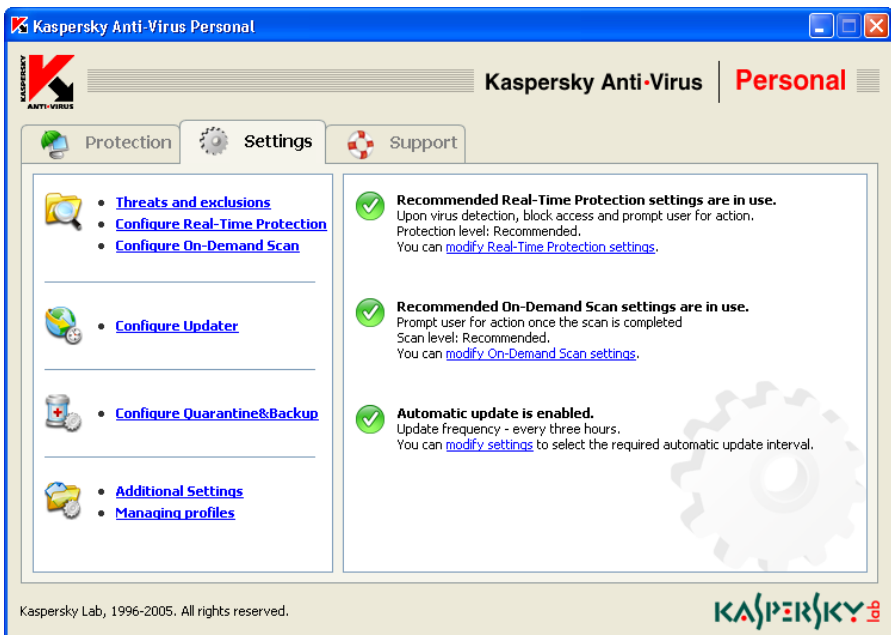 Kaspersky Anti-Virus Personal
KASPERSKY
ANTI-VIRUS
Kaspersky Anti•Virus
Personal
Protection
Settings
Support
Threats and exclusions
Configure Real-Time Protection
Configure On-Demand Scan
Configure Updater
Configure Quarantine&Backup
Additional Settings
Managing profiles
Recommended Real-Time Protection settings are in use.
Upon virus detection, block access and prompt user for action.
Protection level: Recommended.
You can modify Real-Time Protection settings.
Recommended On-Demand Scan settings are in use.
Prompt user for action once the scan is completed
Scan level: Recommended.
You can modify On-Demand Scan settings.
Automatic update is enabled.
Update frequency - every three hours.
You can modify settings to select the required automatic update interval.
Kaspersky Lab, 1996-2005. All rights reserved.
KASPERSKY lab